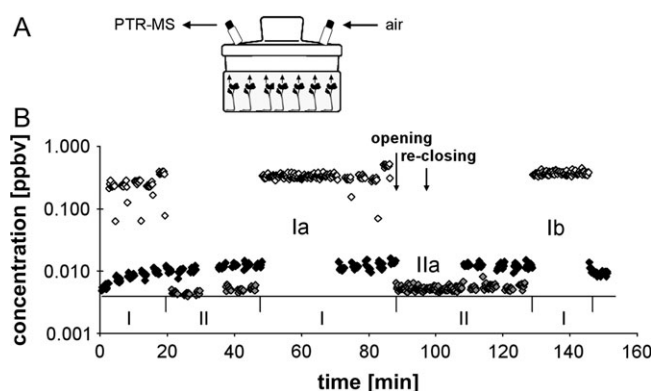 A
PTR-MS
air
B
concentration [ppbv]
1.000
0.100
0.010
0.001
opening
re-closing
Ia
IIa
Ib
I
II
I
II
I
0
20
40
60
80
100
120
140
160
time [min]